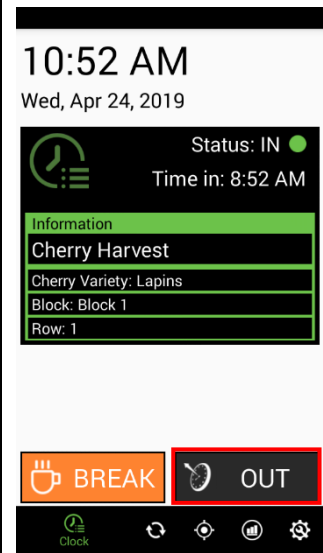 10:52 AM
Wed, Apr 24, 2019
Status: IN
Time in: 8:52 AM
Information
Cherry Harvest
Cherry Variety: Lapins
Block: Block 1
Row: 1
BREAK
OUT
Clock